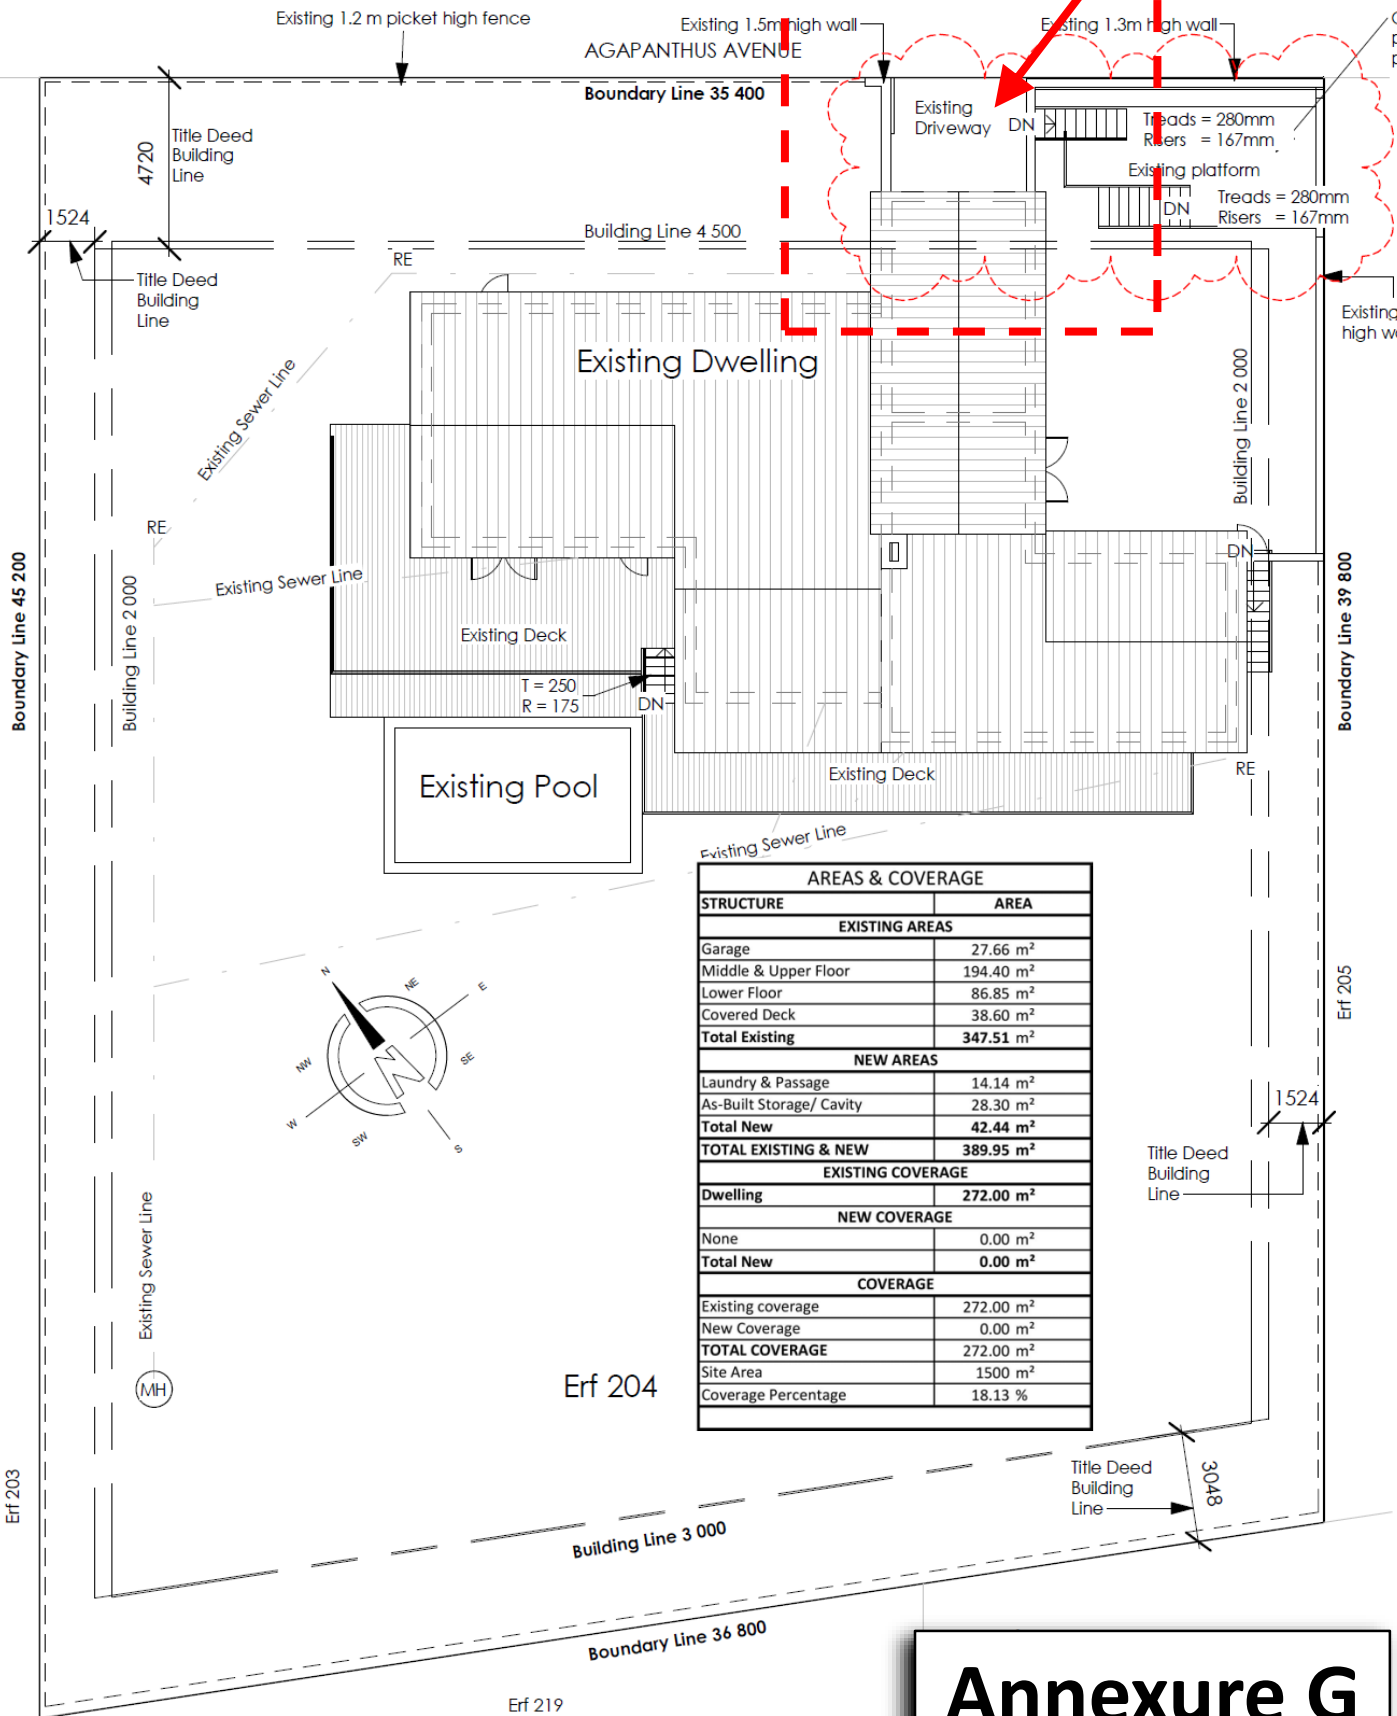 Existing 1.2 m picket high fence
Existing 1.5m high wall
Existing 1.3m high wall
AGAPANTHUS AVENUE
Boundary Line 35 400
Existing
Driveway
DN
Treads = 280mm
Risers = 167mm
Existing platform
Treads = 280mm
Risers = 167mm
DN
4720
Title Deed
Building
Line
1524
Building Line 4 500
RE
Title Deed
Building
Line
Existing
high
Existing Dwelling
Building Line 2 000
Existing Sewer Line
RE
DN
Existing Sewer Line
Boundary Line 45 200
Building Line 2 000
Boundary Line 39 800
Existing Deck
T = 250
R = 175
DN
Existing Pool
Existing Deck
RE
Existing Sewer Line
AREAS & COVERAGE
STRUCTURE AREA
EXISTING AREAS
Garage 27.66 m²
Middle & Upper Floor 194.40 m²
Lower Floor 86.85 m²
Covered Deck 38.60 m²
Total Existing 347.51 m²
NEW AREAS
Laundry & Passage 14.14 m²
As-Built Storage/ Cavity 28.30 m²
Total New 42.44 m²
TOTAL EXISTING & NEW 389.95 m²
EXISTING COVERAGE
Dwelling 272.00 m²
NEW COVERAGE
None 0.00 m²
Total New 0.00 m²
COVERAGE
Existing coverage 272.00 m²
New Coverage 0.00 m²
TOTAL COVERAGE 272.00 m²
Site Area 1500 m²
Coverage Percentage 18.13 %
N
NE
E
SE
S
SW
W
NW
N
Erf 205
1524
Title Deed
Building
Line
Existing Sewer Line
MH
Erf 204
Erf 203
Title Deed
Building
Line
3048
Building Line 3 000
Boundary Line 36 800
Erf 219
Annexure G